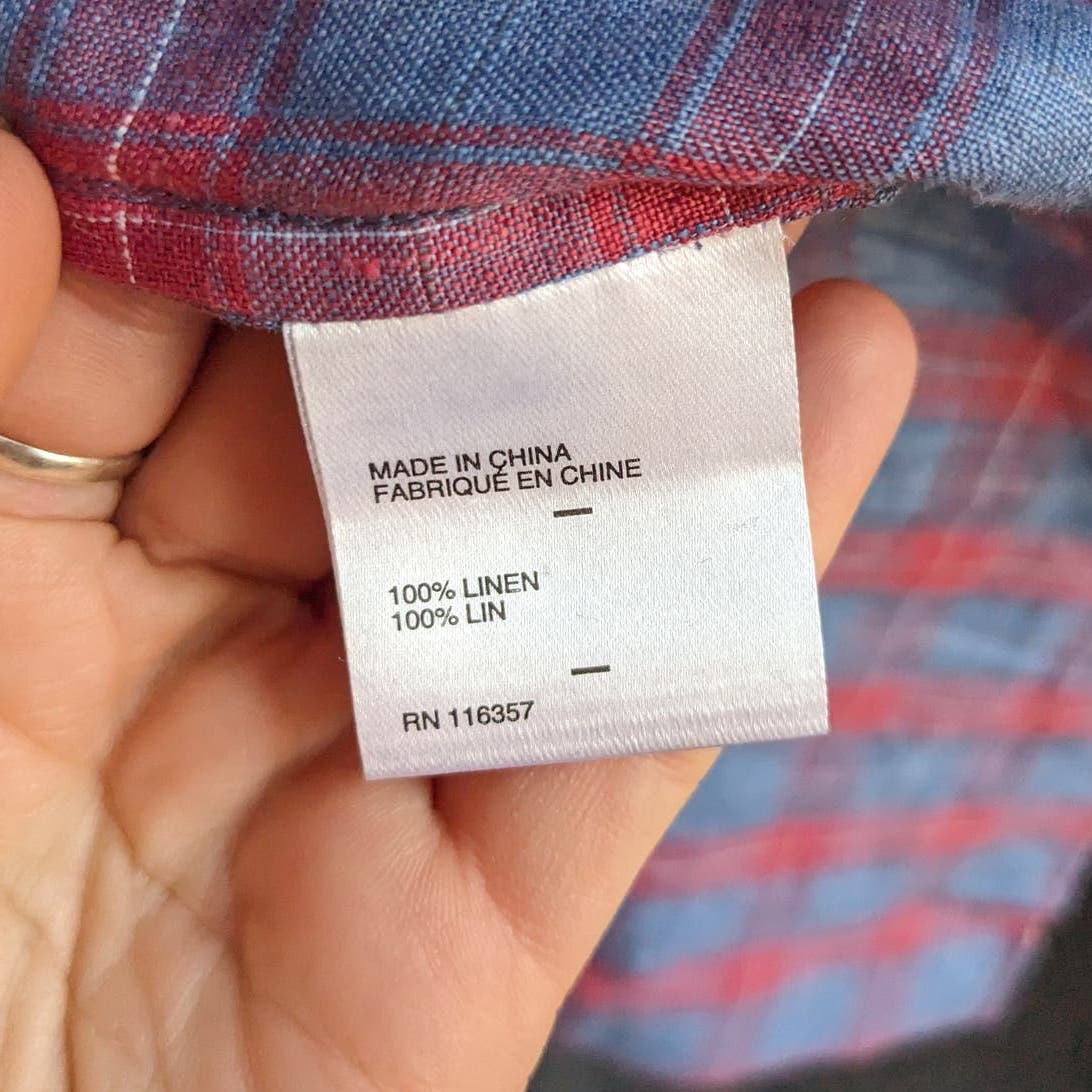 MADE IN CHINA
FABRIQUÉ EN CHINE
100% LINEN
100% LIN
RN 116357